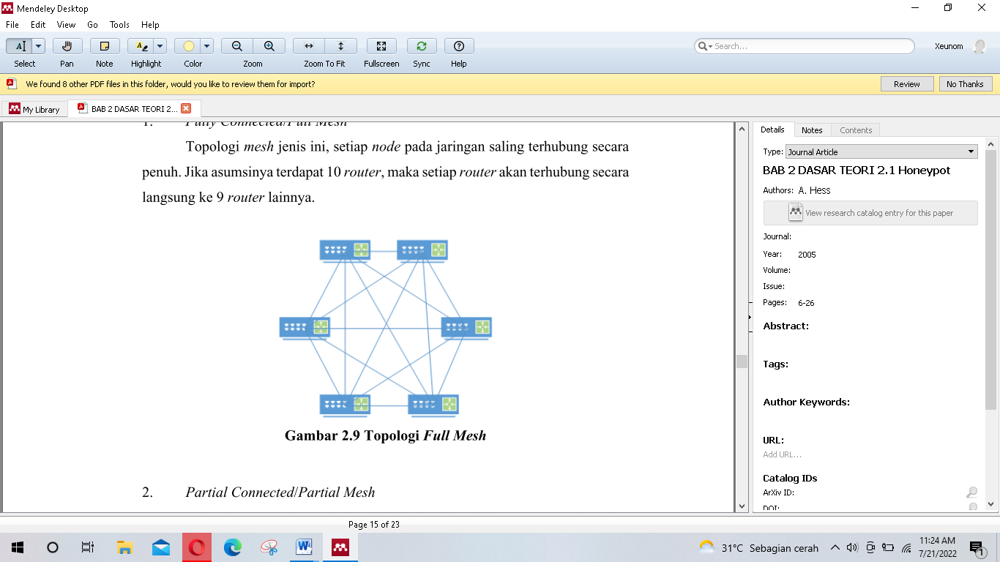 Mendeley Desktop
File Edit View Go Tools Help
Select Pan Note Highlight Color Zoom Zoom To Fit Fullscreen Sync Help
Search...
Xeunom
We found 8 other PDF files in this folder, would you like to review them for import?
Review
No Thanks
My Library
BAB 2 DASAR TEORI 2...
1. Fully Connected/Full Mesh
Topologi mesh jenis ini, setiap node pada jaringan saling terhubung secara
penuh. Jika asumsinya terdapat 10 router, maka setiap router akan terhubung secara
langsung ke 9 router lainnya.
Gambar 2.9 Topologi Full Mesh
2. Partial Connected/Partial Mesh
Page 15 of 23
Details Notes Contents
Type: Journal Article
BAB 2 DASAR TEORI 2.1 Honeypot
Authors: A. Hess
View research catalog entry for this paper
Journal:
Year: 2005
Volume:
Issue:
Pages: 6-26
Abstract:
Tags:
Author Keywords:
URL:
Add URL...
Catalog IDs
ArXiv ID:
DOI:
31°C Sebagian cerah
11:24 AM
7/21/2022
1